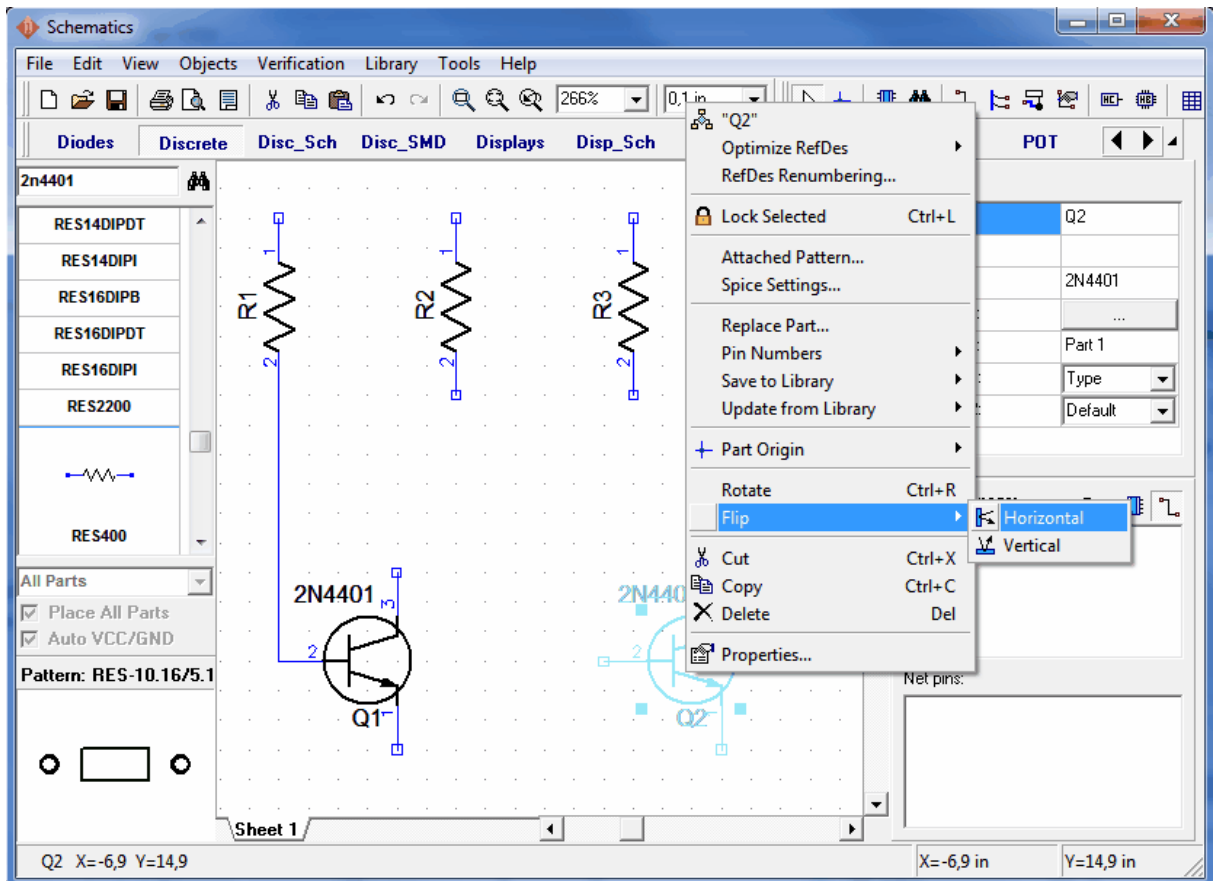 Schematics
File Edit View Objects Verification Library Tools Help
266%
0,1 in
Diodes Discrete Disc_Sch Disc_SMD Displays Disp_Sch POT
2n4401
RES14DIPDT
RES14DIPI
RES16DIPB
RES16DIPDT
RES16DIPI
RES2200
RES400
All Parts
Place All Parts
Auto VCC/GND
Pattern: RES-10.16/5.1
1
R1
2
1
R2
2
1
R3
2
2N4401
3
2
Q1
1
2N440
2
Q2
1
"Q2"
Optimize RefDes
RefDes Renumbering...
Lock Selected Ctrl+L
Attached Pattern...
Spice Settings...
Replace Part...
Pin Numbers
Save to Library
Update from Library
Part Origin
Rotate Ctrl+R
Flip
Horizontal
Vertical
Cut Ctrl+X
Copy Ctrl+C
Delete Del
Properties...
Q2
2N4401
...
Part 1
Type
Default
Net pins:
Sheet 1
Q2 X=-6,9 Y=14,9
X=-6,9 in
Y=14,9 in